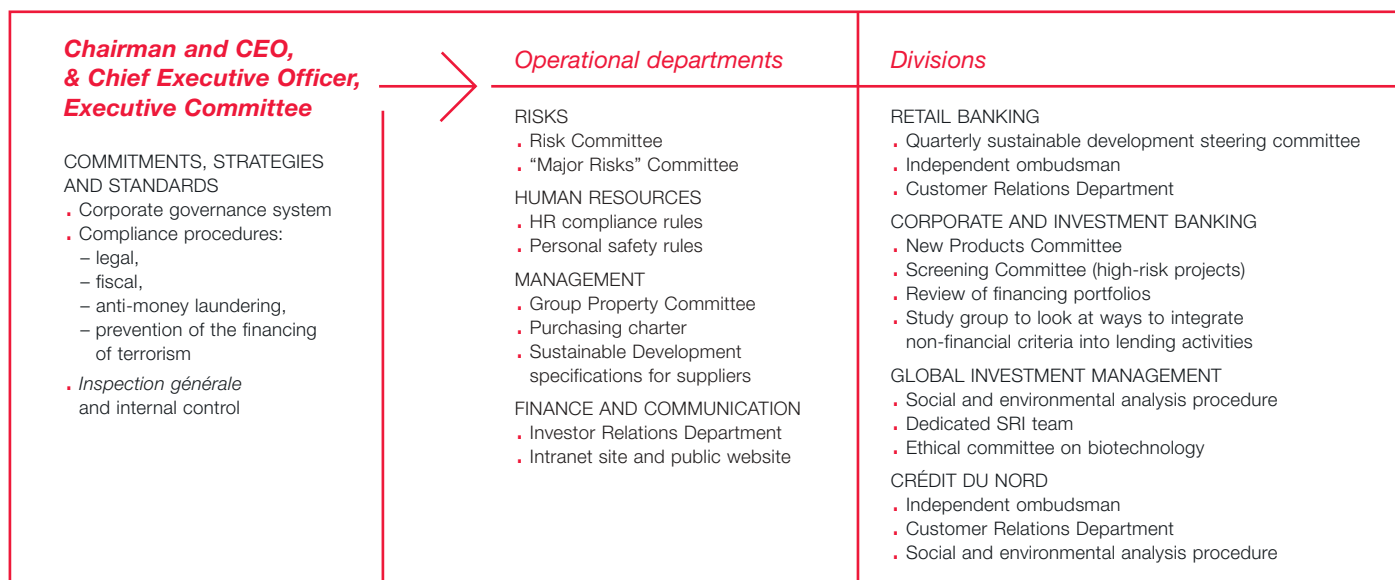 Chairman and CEO,
& Chief Executive Officer,
Executive Committee
COMMITMENTS, STRATEGIES
AND STANDARDS
. Corporate governance system
. Compliance procedures:
– legal,
– fiscal,
– anti-money laundering,
– prevention of the financing
of terrorism
. Inspection générale
and internal control
Operational departments
RISKS
. Risk Committee
. “Major Risks” Committee
HUMAN RESOURCES
. HR compliance rules
. Personal safety rules
MANAGEMENT
. Group Property Committee
. Purchasing charter
. Sustainable Development
specifications for suppliers
FINANCE AND COMMUNICATION
. Investor Relations Department
. Intranet site and public website
Divisions
RETAIL BANKING
. Quarterly sustainable development steering committee
. Independent ombudsman
. Customer Relations Department
CORPORATE AND INVESTMENT BANKING
. New Products Committee
. Screening Committee (high-risk projects)
. Review of financing portfolios
. Study group to look at ways to integrate
non-financial criteria into lending activities
GLOBAL INVESTMENT MANAGEMENT
. Social and environmental analysis procedure
. Dedicated SRI team
. Ethical committee on biotechnology
CRÉDIT DU NORD
. Independent ombudsman
. Customer Relations Department
. Social and environmental analysis procedure